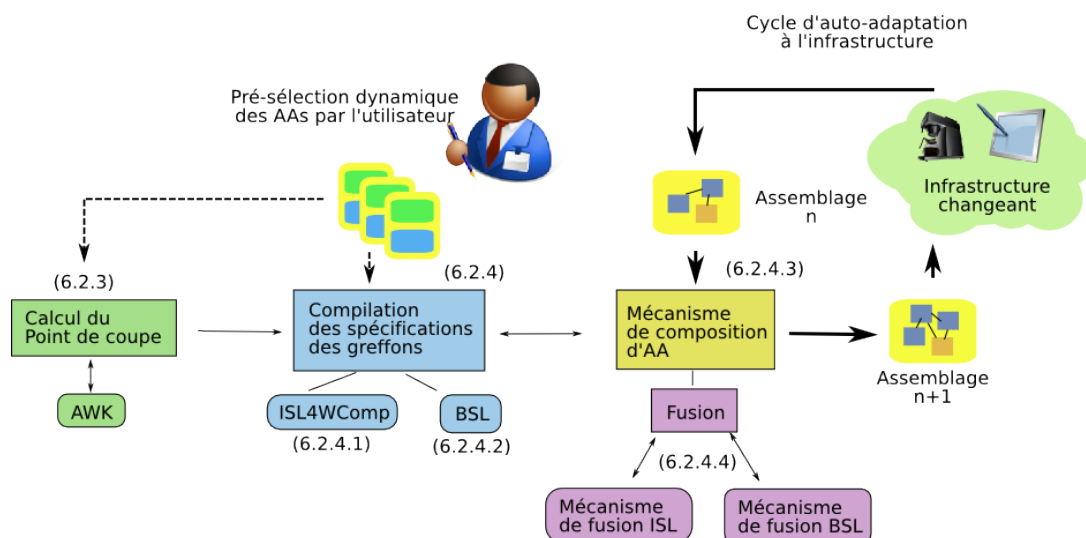 Cycle d'auto-adaptation
à l'infrastructure
Pré-sélection dynamique
des AAs par l'utilisateur
Infrastructure
changeant
Assemblage
n
(6.2.3)
(6.2.4)
(6.2.4.3)
Calcul du
Point de coupe
Compilation
des spécifications
des greffons
Mécanisme
de composition
d'AA
Assemblage
n+1
AWK
ISL4WComp
BSL
Fusion
(6.2.4.1)
(6.2.4.2)
(6.2.4.4)
Mécanisme
de fusion ISL
Mécanisme
de fusion BSL